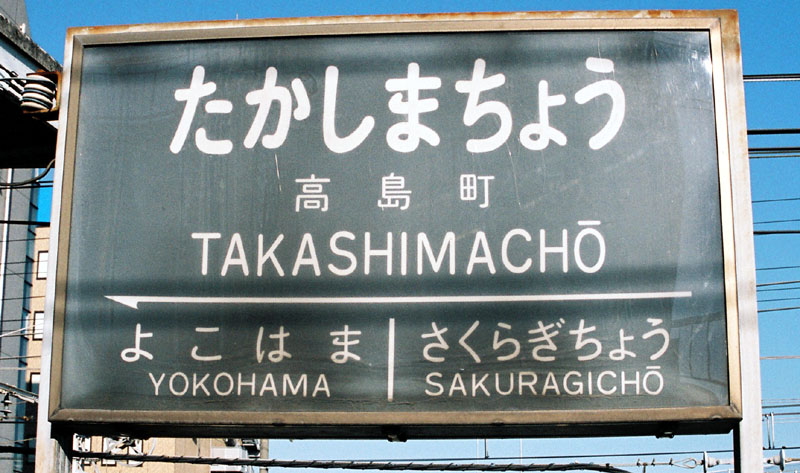 たかしまちょう
高島町
TAKASHIMACHŌ
よこはま さくらぎちょう
YOKOHAMA SAKURAGICHŌ